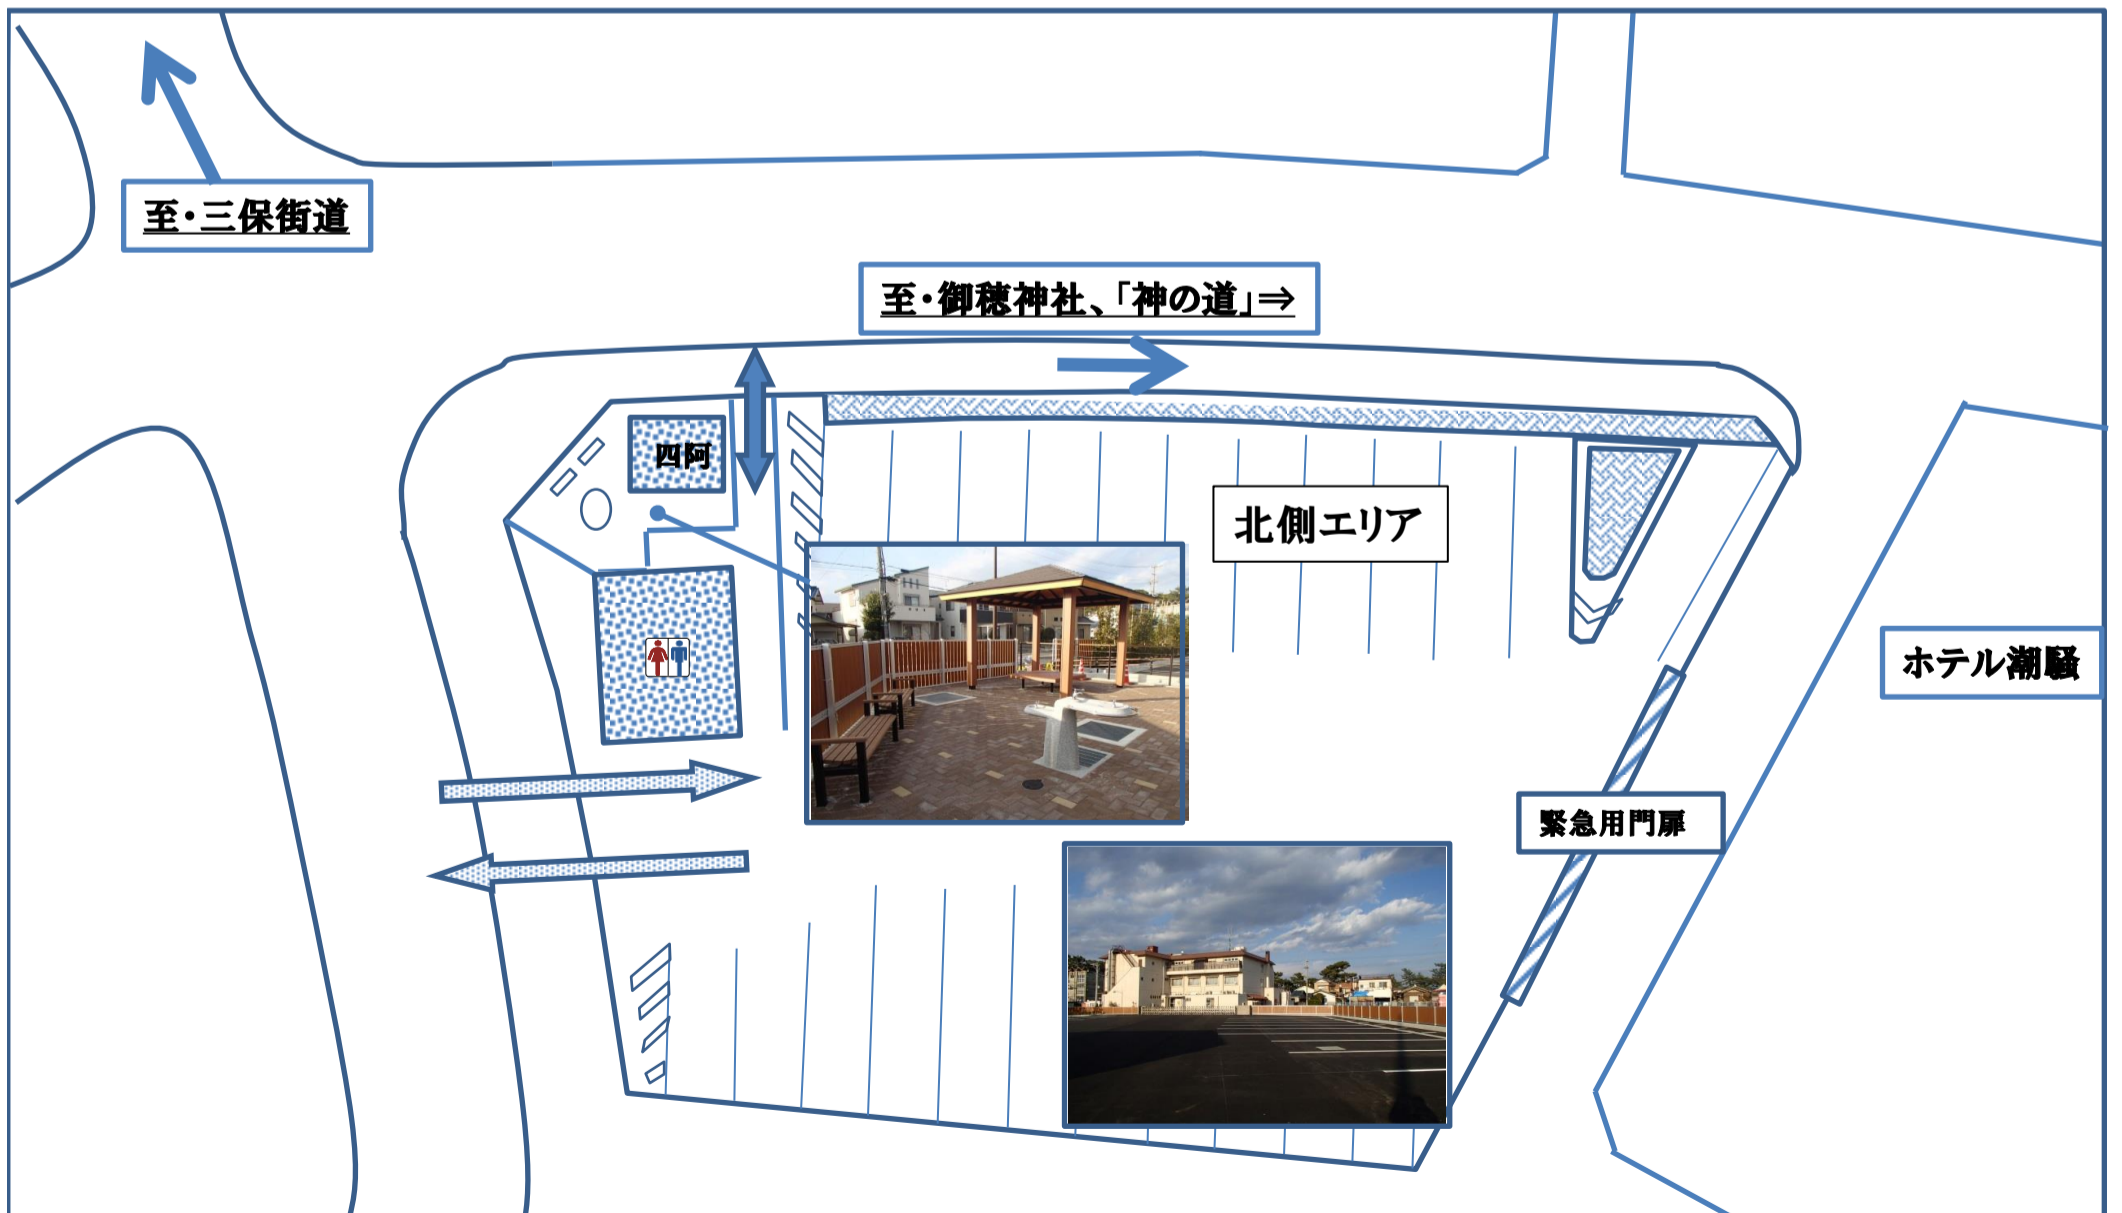 至・三保街道
至・御穂神社、「神の道」⇒
四阿
北側エリア
ホテル潮騒
緊急用門扉